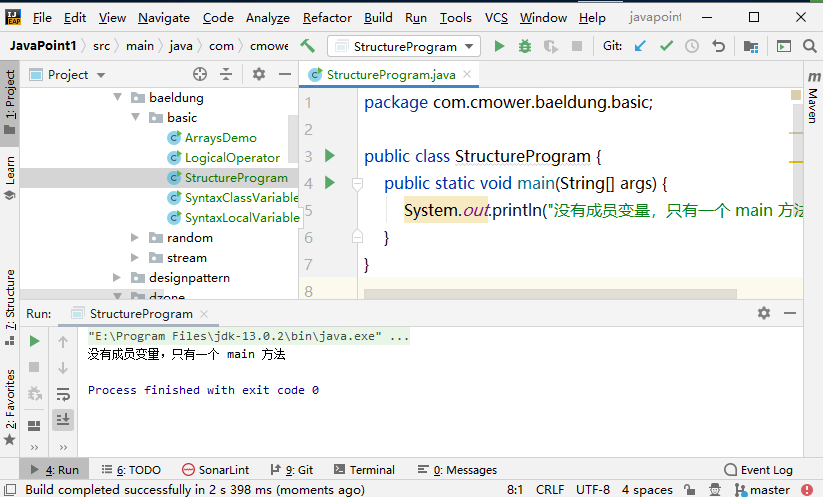 File Edit View Navigate Code Analyze Refactor Build Run Tools VCS Window Help javapoint
JavaPoint1 src main java com cmowe StructureProgram Git:
Project StructureProgram.java
1: Project
Learn
7: Structure
2: Favorites
Maven
baeldung
basic
ArraysDemo
LogicalOperator
StructureProgram
SyntaxClassVariable
SyntaxLocalVariable
random
stream
designpattern
dzone
1 package com.cmower.baeldung.basic;
2
3 public class StructureProgram {
4 public static void main(String[] args) {
5 System.out.println("没有成员变量，只有一个 main 方法
6 }
7 }
8
Run: StructureProgram
"E:\Program Files\jdk-13.0.2\bin\java.exe" ...
没有成员变量，只有一个 main 方法
Process finished with exit code 0
4: Run 6: TODO SonarLint 9: Git Terminal 0: Messages Event Log
Build completed successfully in 2 s 398 ms (moments ago) 8:1 CRLF UTF-8 4 spaces master